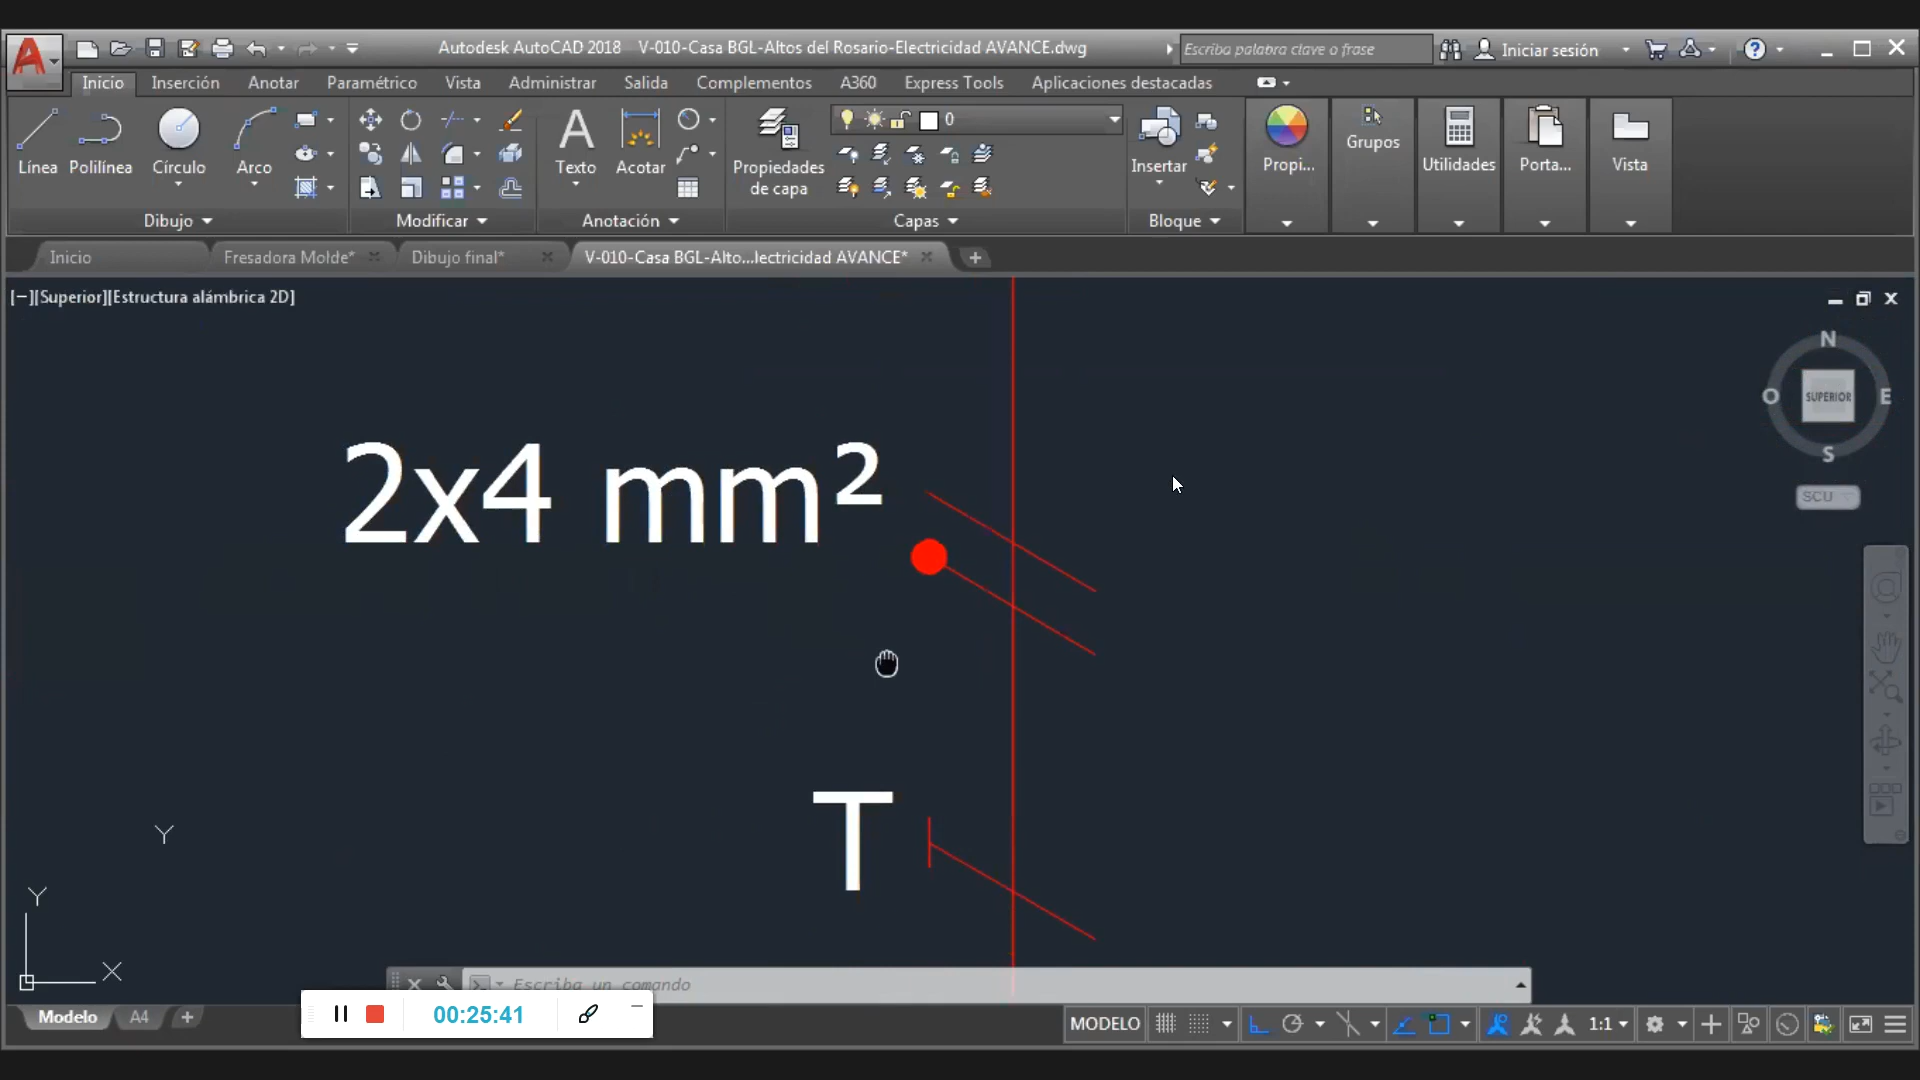 Autodesk AutoCAD 2018 V-010-Casa BGL-Altos del Rosario-Electricidad AVANCE.dwg
Escriba palabra clave o frase
Iniciar sesión
Inicio Inserción Anotar Paramétrico Vista Administrar Salida Complementos A360 Express Tools Aplicaciones destacadas
0
Línea Polilínea Círculo Arco
Texto Acotar
Propiedades de capa
Insertar
Propi...
Grupos
Utilidades
Porta...
Vista
Dibujo Modificar Anotación Capas Bloque
Inicio Fresadora Molde* Dibujo final* V-010-Casa BGL-Alto...lectricidad AVANCE*
[−][Superior][Estructura alámbrica 2D]
N
O SUPERIOR E
S
SCU
2x4 mm²
T
Y
Y
X
Escriba un comando
Modelo A4
00:25:41
MODELO 1:1